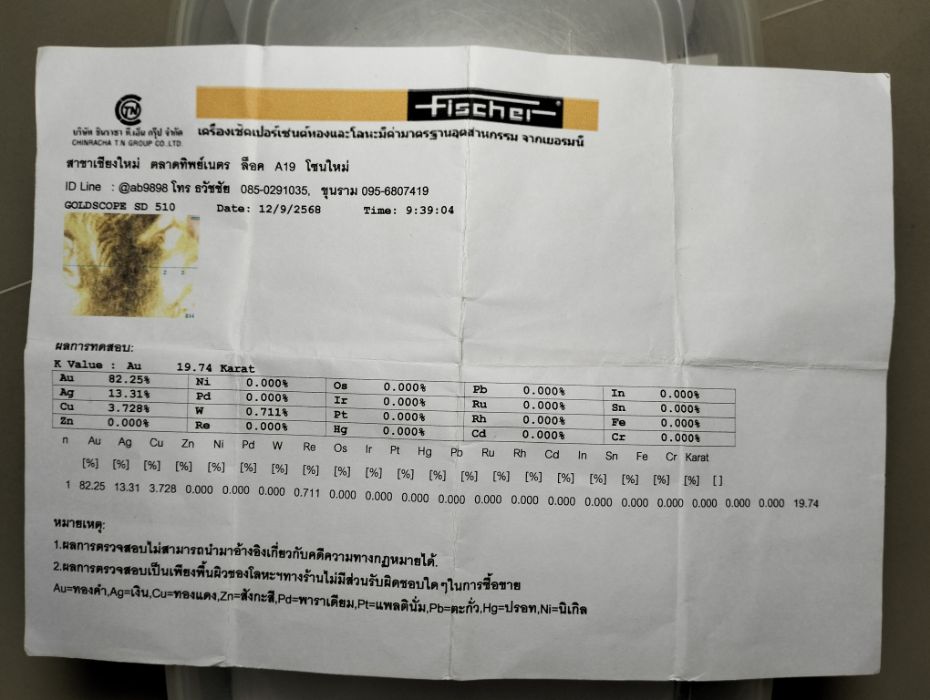 TN
บริษัท ชินราชา ที.เอ็น กรุ๊ป จำกัด
CHINRACHA T.N GROUP CO.,LTD.
Fischer
เครื่องเช็คเปอร์เซนต์ทองและโลหะมีค่ามาตรฐานอุตสาหกรรม จากเยอรมนี
สาขาเชียงใหม่ ตลาดทิพย์เนตร ล็อค A19 โซนใหม่
ID Line : @ab9898 โทร ธวัชชัย 085-0291035, ขุนราม 095-6807419
GOLDSCOPE SD 510 Date: 12/9/2568 Time: 9:39:04
ผลการทดสอบ:
K Value : Au 19.74 Karat
Au 82.25% Ni 0.000% Os 0.000% Pb 0.000% In 0.000%
Ag 13.31% Pd 0.000% Ir 0.000% Ru 0.000% Sn 0.000%
Cu 3.728% W 0.711% Pt 0.000% Rh 0.000% Fe 0.000%
Zn 0.000% Re 0.000% Hg 0.000% Cd 0.000% Cr 0.000%
n Au Ag Cu Zn Ni Pd W Re Os Ir Pt Hg Pb Ru Rh Cd In Sn Fe Cr Karat
[%] [%] [%] [%] [%] [%] [%] [%] [%] [%] [%] [%] [%] [%] [%] [%] [%] [%] [%] [%] [ ]
1 82.25 13.31 3.728 0.000 0.000 0.000 0.711 0.000 0.000 0.000 0.000 0.000 0.000 0.000 0.000 0.000 0.000 0.000 0.000 0.000 19.74
หมายเหตุ:
1.ผลการตรวจสอบไม่สามารถนำมาอ้างอิงเกี่ยวกับคดีความทางกฎหมายได้.
2.ผลการตรวจสอบเป็นเพียงพื้นผิวของโลหะฯทางร้านไม่มีส่วนรับผิดชอบใดๆในการซื้อขาย
Au=ทองคำ,Ag=เงิน,Cu=ทองแดง,Zn=สังกะสี,Pd=พาราเดียม,Pt=แพลตินั่ม,Pb=ตะกั่ว,Hg=ปรอท,Ni=นิเกิล